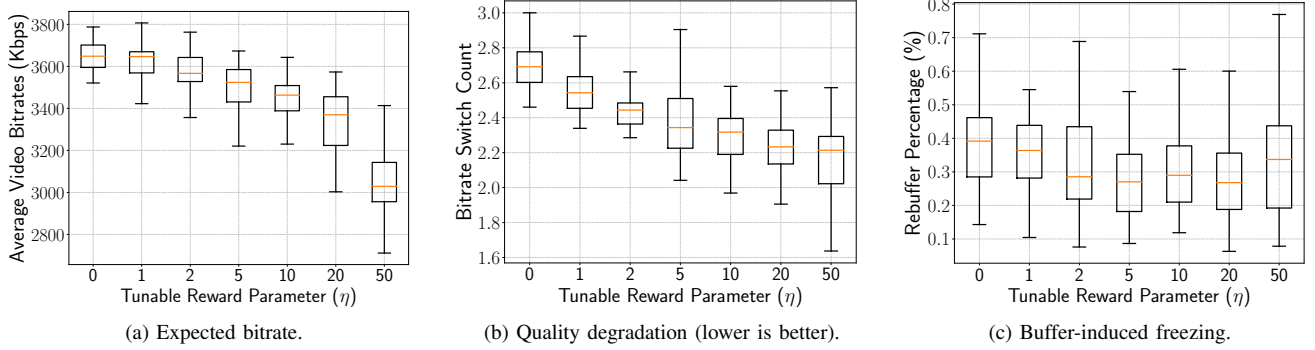 3800
3600
3400
3200
3000
2800
Average Video Bitrates (Kbps)
0 1 2 5 10 20 50
Tunable Reward Parameter (η)
(a) Expected bitrate.
3.0
2.8
2.6
2.4
2.2
2.0
1.8
1.6
Bitrate Switch Count
0 1 2 5 10 20 50
Tunable Reward Parameter (η)
(b) Quality degradation (lower is better).
0.8
0.7
0.6
0.5
0.4
0.3
0.2
0.1
Rebuffer Percentage (%)
0 1 2 5 10 20 50
Tunable Reward Parameter (η)
(c) Buffer-induced freezing.